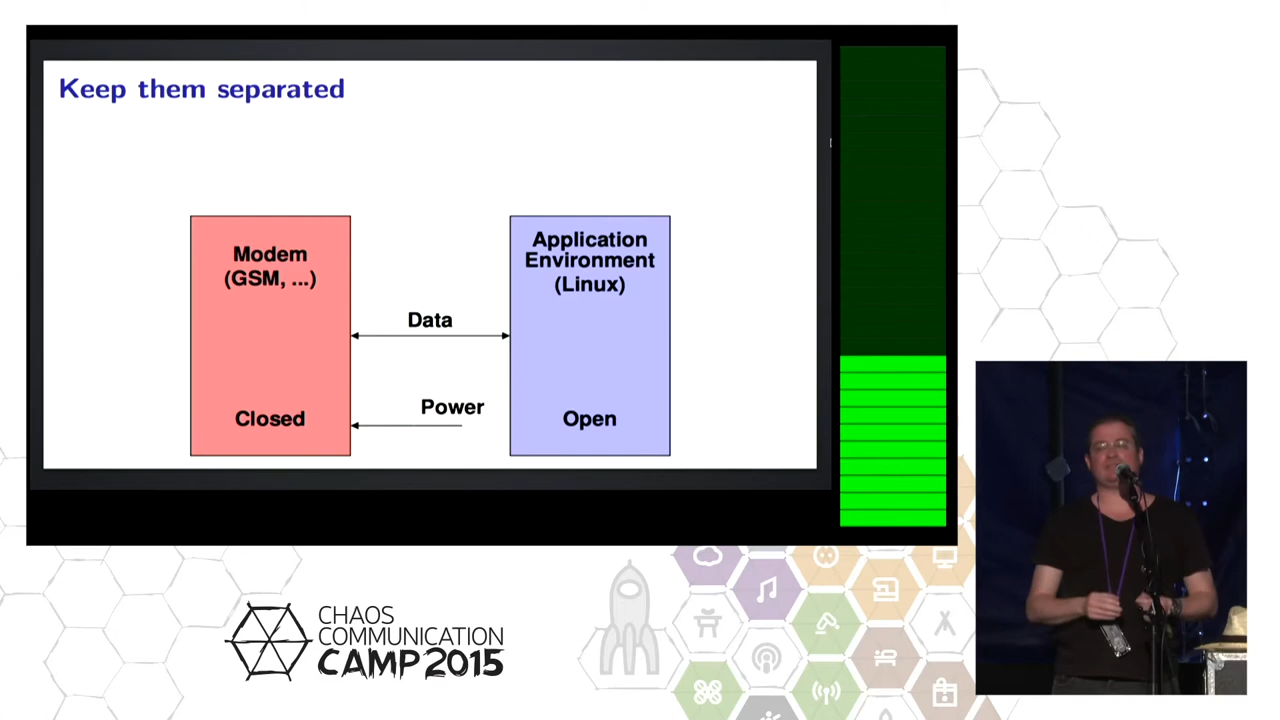 Keep them separated
Modem
(GSM, ...)
Closed
Data
Power
Application
Environment
(Linux)
Open
CHAOS
COMMUNICATION
CAMP 2015